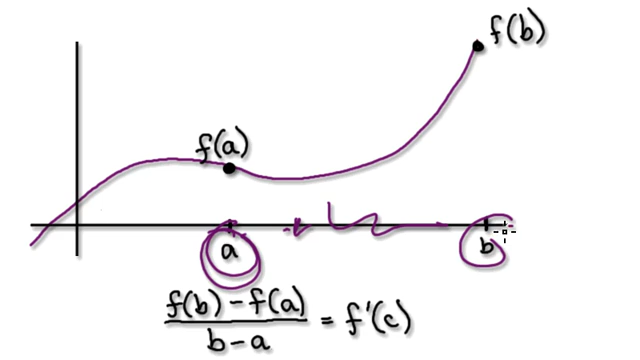 f(b)
f(a)
a
b
f(b) - f(a)
b - a
= f'(c)